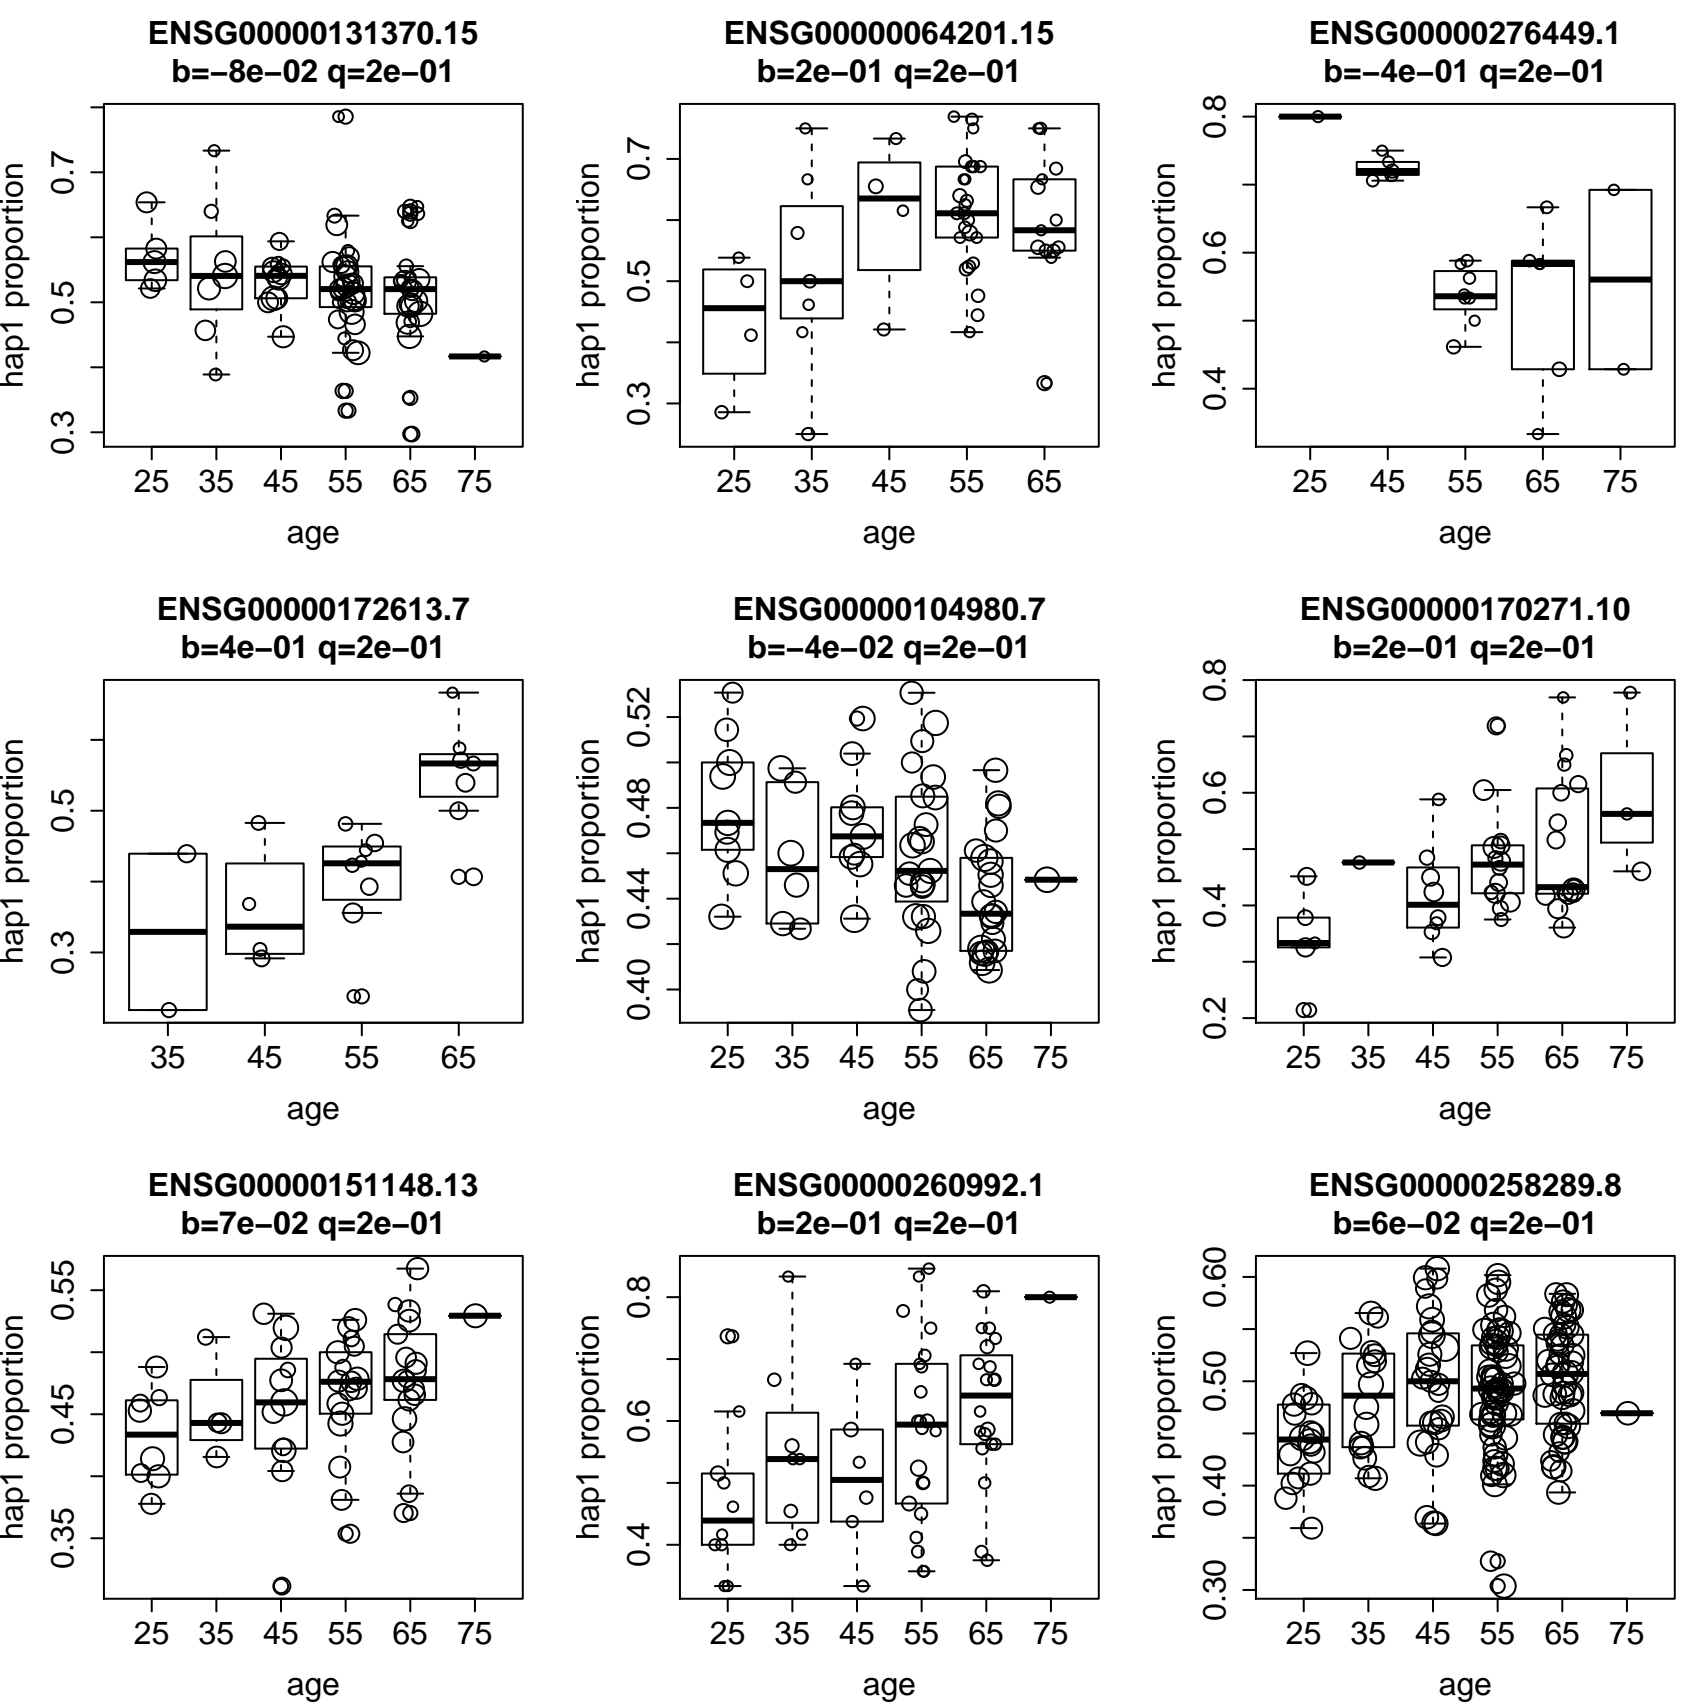 ENSG00000131370.15
b=−8e−02 q=2e−01
hap1 proportion
0.3 0.5 0.7
25 35 45 55 65 75
age
ENSG00000064201.15
b=2e−01 q=2e−01
hap1 proportion
0.3 0.5 0.7
25 35 45 55 65
age
ENSG00000276449.1
b=−4e−01 q=2e−01
hap1 proportion
0.4 0.6 0.8
25 45 55 65 75
age
ENSG00000172613.7
b=4e−01 q=2e−01
hap1 proportion
0.3 0.5
35 45 55 65
age
ENSG00000104980.7
b=−4e−02 q=2e−01
hap1 proportion
0.40 0.44 0.48 0.52
25 35 45 55 65 75
age
ENSG00000170271.10
b=2e−01 q=2e−01
hap1 proportion
0.2 0.4 0.6 0.8
25 35 45 55 65 75
age
ENSG00000151148.13
b=7e−02 q=2e−01
hap1 proportion
0.35 0.45 0.55
25 35 45 55 65 75
age
ENSG00000260992.1
b=2e−01 q=2e−01
hap1 proportion
0.4 0.6 0.8
25 35 45 55 65 75
age
ENSG00000258289.8
b=6e−02 q=2e−01
hap1 proportion
0.30 0.40 0.50 0.60
25 35 45 55 65 75
age